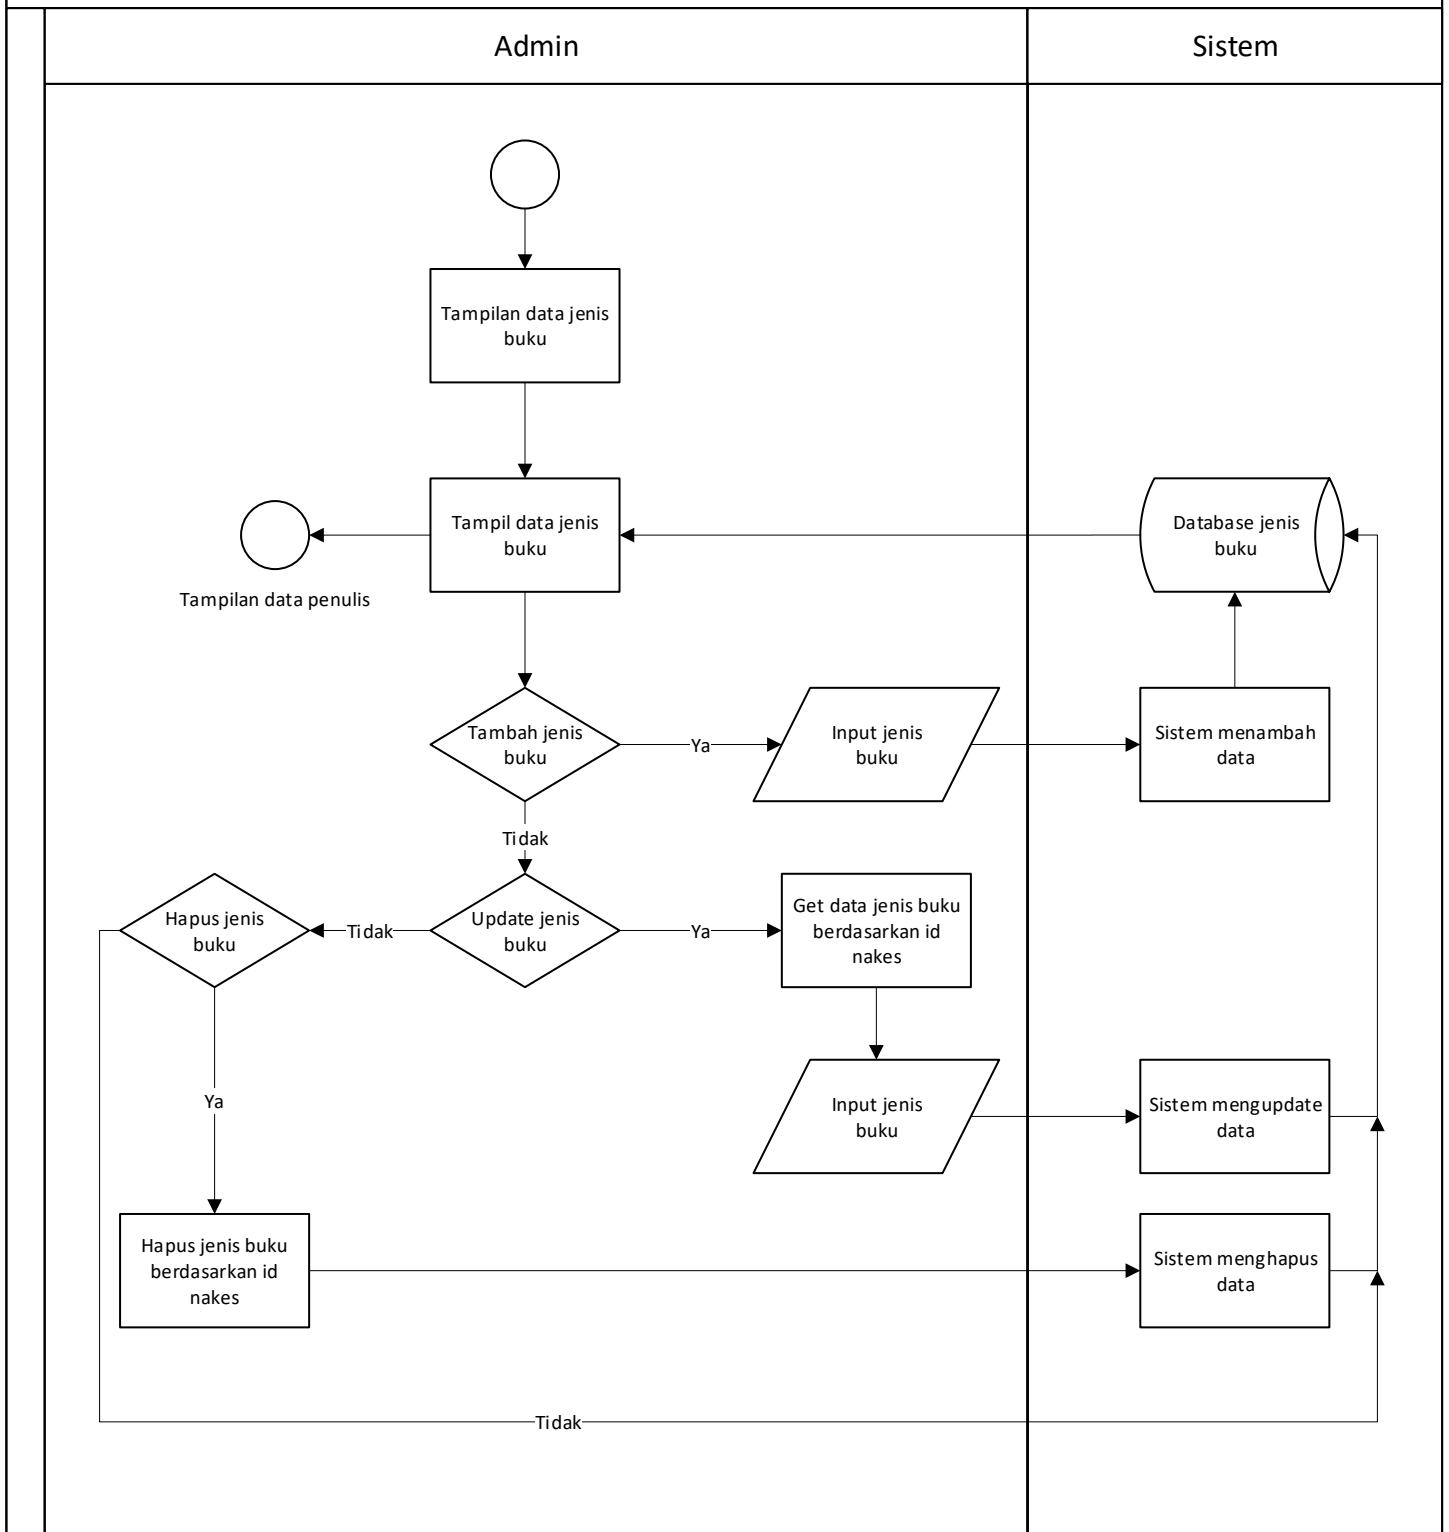 Admin
Sistem
Tampilan data jenis
buku
Tampil data jenis
buku
Database jenis
buku
Tampilan data penulis
Tambah jenis
buku
Ya
Input jenis
buku
Sistem menambah
data
Tidak
Hapus jenis
buku
Tidak
Update jenis
buku
Ya
Get data jenis buku
berdasarkan id
nakes
Ya
Input jenis
buku
Sistem mengupdate
data
Hapus jenis buku
berdasarkan id
nakes
Sistem menghapus
data
Tidak